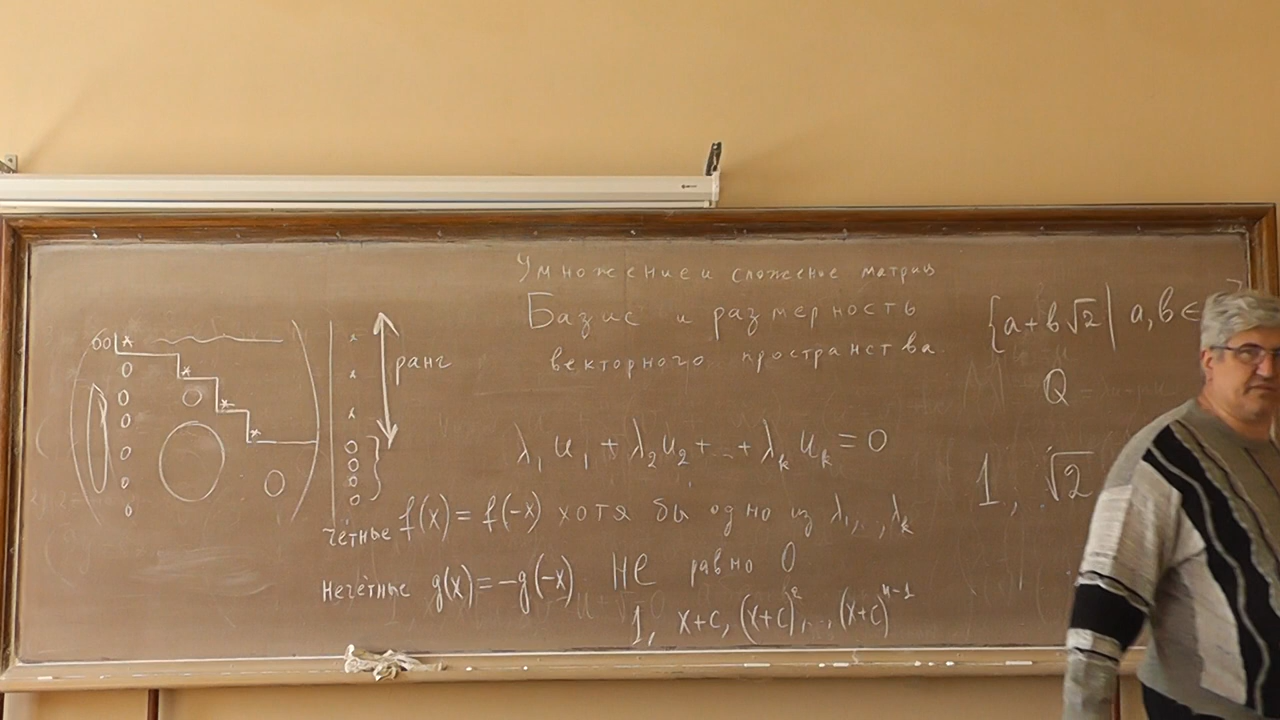 Умножение и сложение матриц
Базис и размерность
векторного пространства.
ранг
λ₁u₁ + λ₂u₂ + ... + λₖuₖ = 0
чётные f(x) = f(-x) хотя бы одно из λ₁,..,λₖ
нечётные g(x) = -g(-x) не равно 0
1, x+c, (x+c)², ..., (x+c)ⁿ⁻¹
{a+b√2 | a,b ∈
Q
1, √2